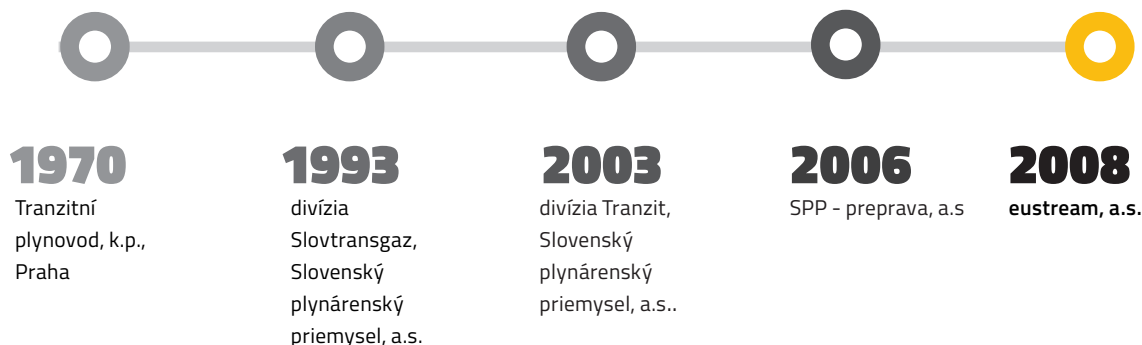 1970
Tranzitní
plynovod, k.p.,
Praha
1993
divízia
Slovtransgaz,
Slovenský
plynárenský
priemysel, a.s.
2003
divízia Tranzit,
Slovenský
plynárenský
priemysel, a.s..
2006
SPP - preprava, a.s
2008
eustream, a.s.